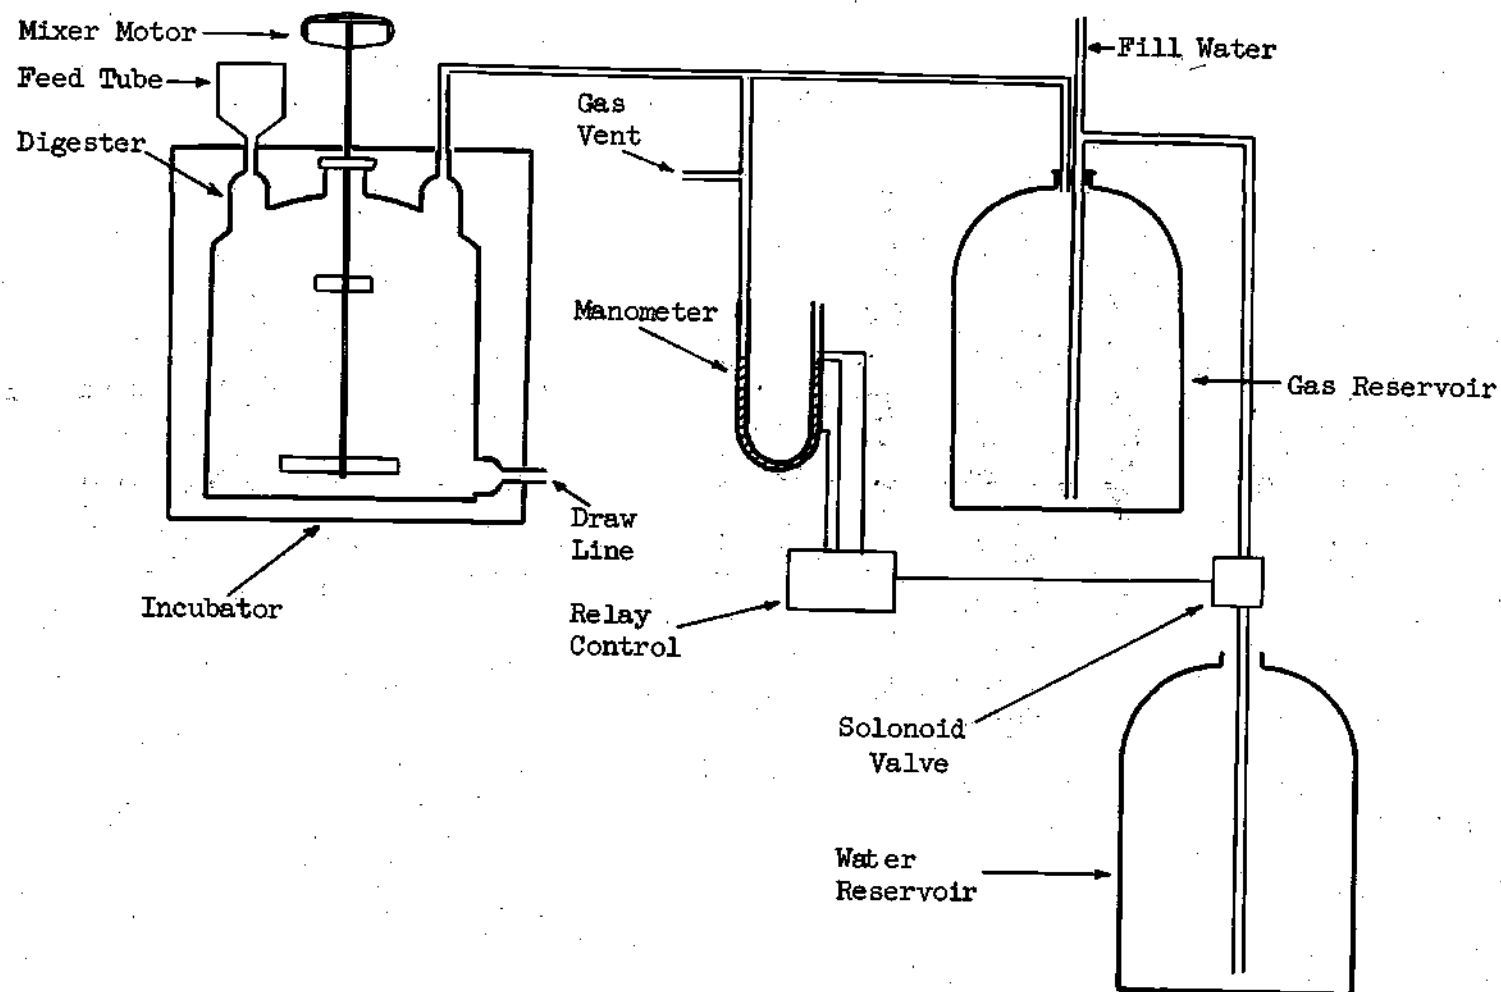 Mixer Motor
Feed Tube
Digester
Fill Water
Gas
Vent
Manometer
Gas Reservoir
Draw
Line
Incubator
Relay
Control
Solonoid
Valve
Water
Reservoir